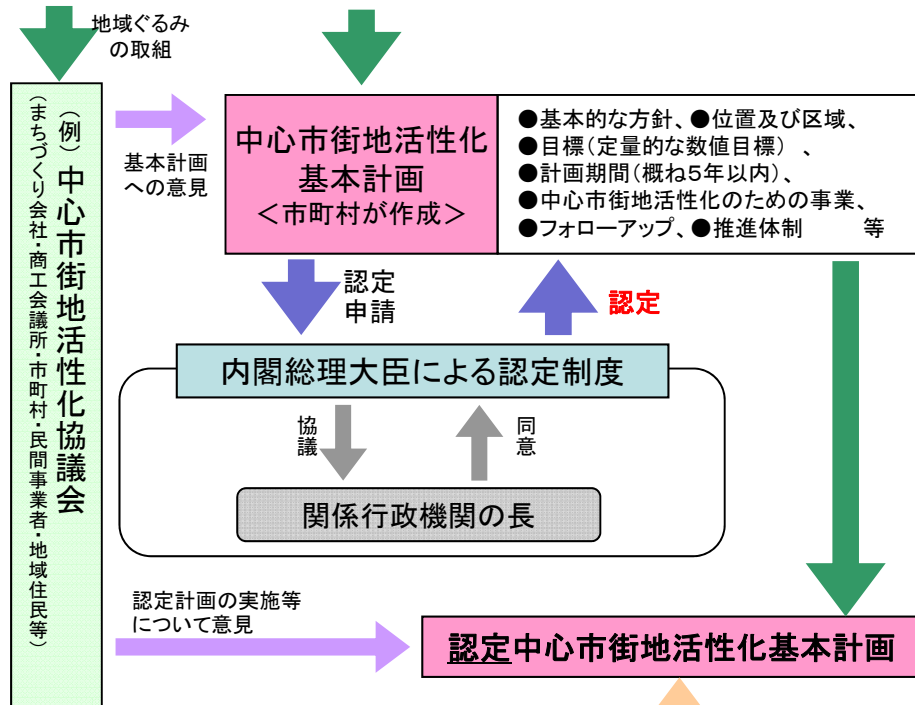 地域ぐるみ
の取組
中心市街地活性化協議会
（例）
（まちづくり会社・商工会議所・市町村・民間事業者・地域住民等）
基本計画
への意見
中心市街地活性化
基本計画
＜市町村が作成＞
●基本的な方針、●位置及び区域、
●目標（定量的な数値目標）、
●計画期間（概ね５年以内）、
●中心市街地活性化のための事業、
●フォローアップ、●推進体制　　等
認定
申請
認定
内閣総理大臣による認定制度
協議
同意
関係行政機関の長
認定計画の実施等
について意見
認定中心市街地活性化基本計画